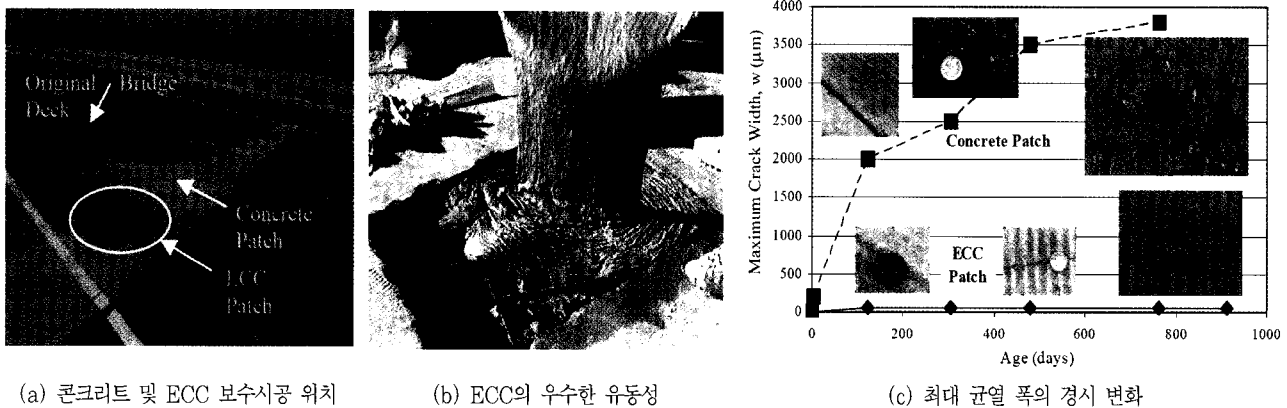 Original Bridge
Deck
Concrete
Patch
ECC
Patch
(a) 콘크리트 및 ECC 보수시공 위치
(b) ECC의 우수한 유동성
Maximum Crack Width, w (μm)
4000
3500
3000
2500
2000
1500
1000
500
0
Concrete Patch
ECC
Patch
0
200
400
600
800
1000
Age (days)
(c) 최대 균열 폭의 경시 변화